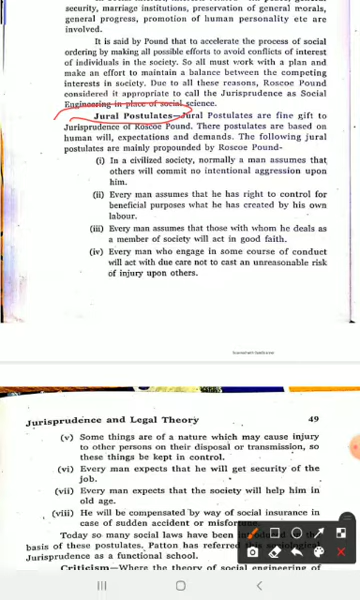 security, marriage institutions, preservation of general morals,
general progress, promotion of human personality etc are
involved.
It is said by Pound that to accelerate the process of social
ordering by making all possible efforts to avoid conflicts of interest
of individuals in the society. So all must work with a plan and
make an effort to maintain a balance between the competing
interests in society. Due to all these reasons, Roscoe Pound
considered it appropriate to call the Jurisprudence as Social
Engineering in place of social science.
Jural Postulates—Jural Postulates are fine gift to
Jurisprudence of Roscoe Pound. There postulates are based on
human will, expectations and demands. The following jural
postulates are mainly propounded by Roscoe Pound-
(i) In a civilized society, normally a man assumes that
others will commit no intentional aggression upon
him.
(ii) Every man assumes that he has right to control for
beneficial purposes what he has created by his own
labour.
(iii) Every man assumes that those with whom he deals as
a member of society will act in good faith.
(iv) Every man who engage in some course of conduct
will act with due care not to cast an unreasonable risk
of injury upon others.
Jurisprudence and Legal Theory 49
(v) Some things are of a nature which may cause injury
to other persons on their disposal or transmission, so
these things be kept in control.
(vi) Every man expects that he will get security of the
job.
(vii) Every man expects that the society will help him in
old age.
(viii) He will be compensated by way of social insurance in
case of sudden accident or
Today so many social laws have been
basis of these postulates. Patton has referred
Jurisprudence as a functional school.
Criticism—Where the theory of social engineering of